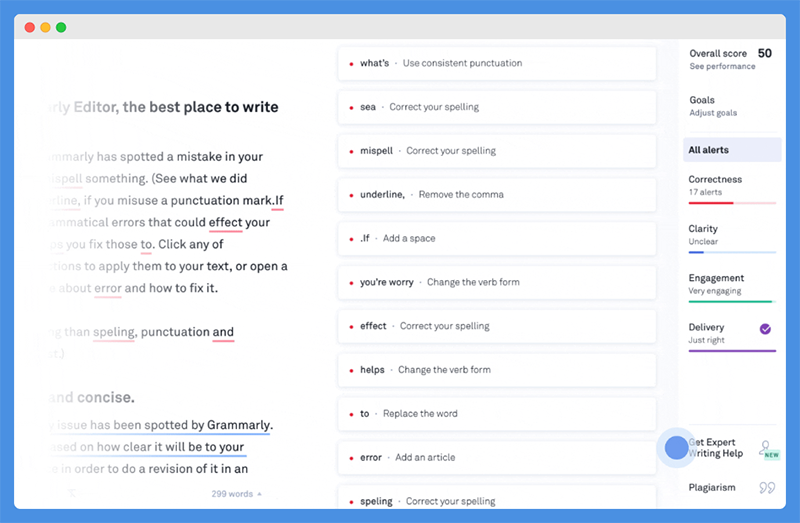 rly Editor, the best place to write
mmarly has spotted a mistake in your
spell something. (See what we did
rline, if you misuse a punctuation mark.If
mmatical errors that could effect your
you fix those to. Click any of
tions to apply them to your text, or open a
about error and how to fix it.
g than speling, punctuation and
t.)
and concise.
issue has been spotted by Grammarly.
sed on how clear it will be to your
e in order to do a revision of it in an
299 words
what's · Use consistent punctuation
sea · Correct your spelling
mispell · Correct your spelling
underline, · Remove the comma
.If · Add a space
you're worry · Change the verb form
effect · Correct your spelling
helps · Change the verb form
to · Replace the word
error · Add an article
speling · Correct your spelling
Overall score 50
See performance
Goals
Adjust goals
All alerts
Correctness
17 alerts
Clarity
Unclear
Engagement
Very engaging
Delivery
Just right
Get Expert
Writing Help
NEW
Plagiarism